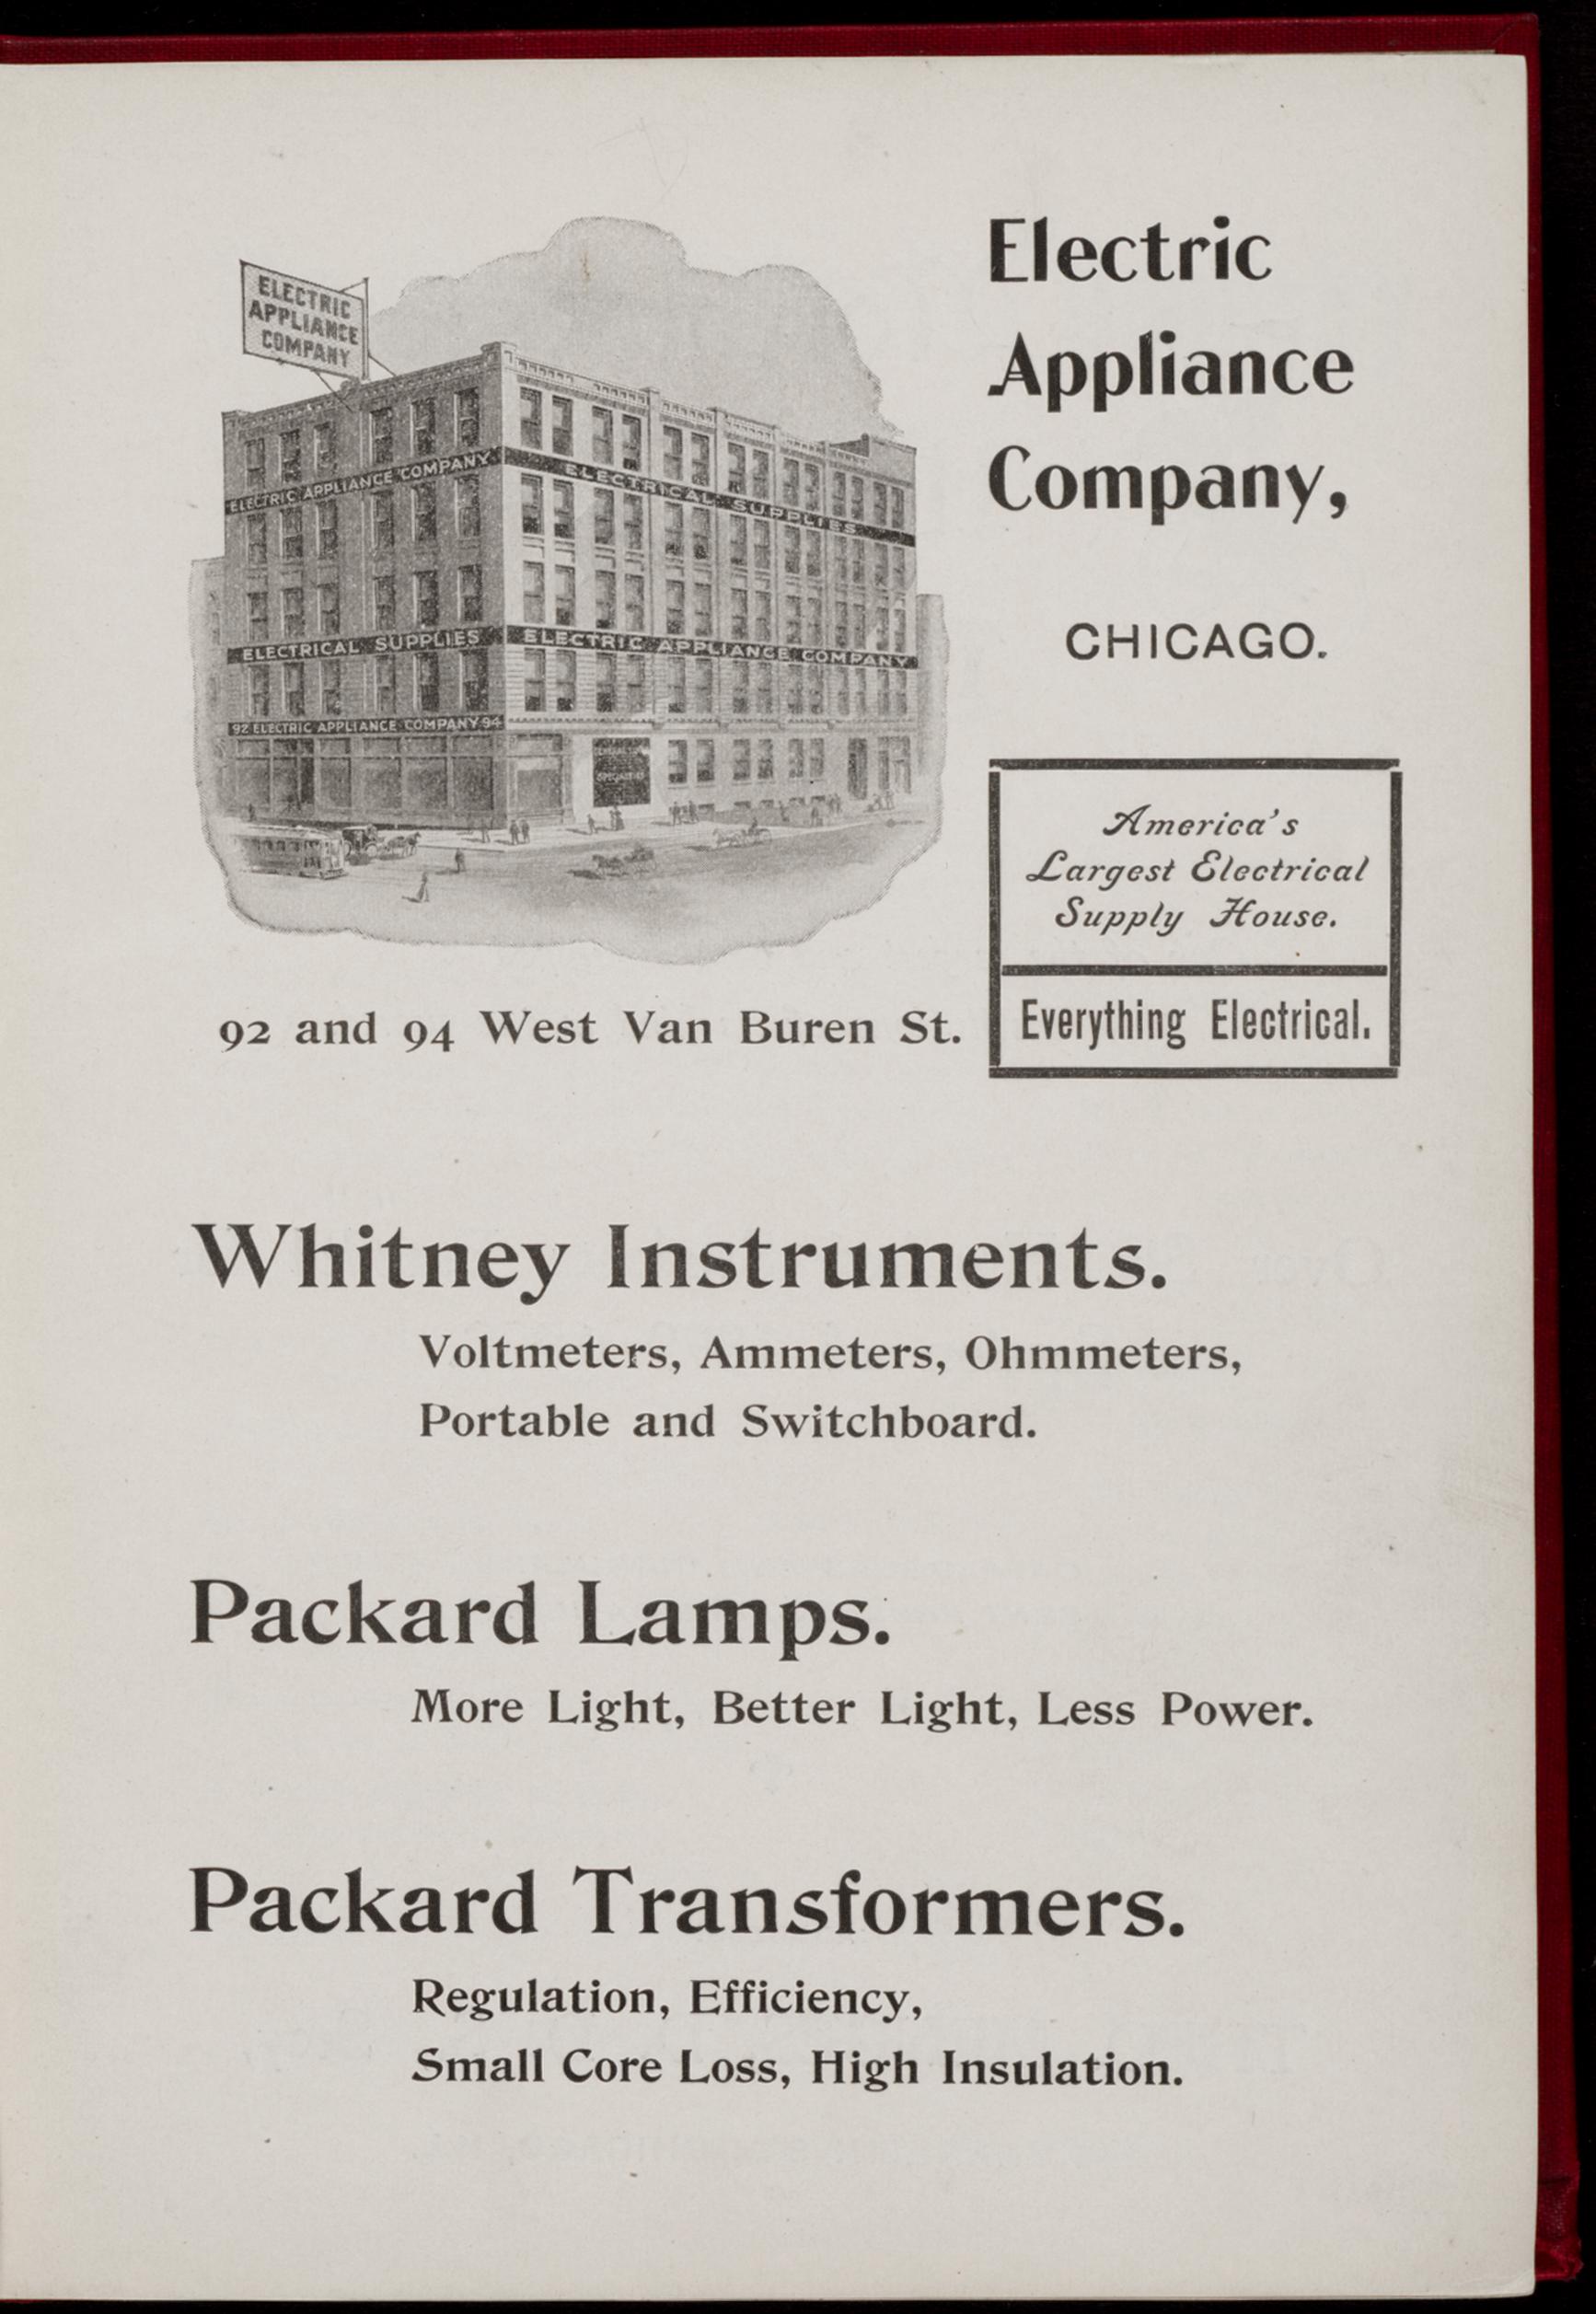 Electric
Appliance
Company,
CHICAGO.
ELECTRIC
APPLIANCE
COMPANY
ELECTRIC APPLIANCE COMPANY
ELECTRICAL SUPPLIES
ELECTRICAL SUPPLIES
ELECTRIC APPLIANCE COMPANY
92 ELECTRIC APPLIANCE COMPANY 94
America's
Largest Electrical
Supply House.
Everything Electrical.
92 and 94 West Van Buren St.
Whitney Instruments.
Voltmeters, Ammeters, Ohmmeters,
Portable and Switchboard.
Packard Lamps.
More Light, Better Light, Less Power.
Packard Transformers.
Regulation, Efficiency,
Small Core Loss, High Insulation.